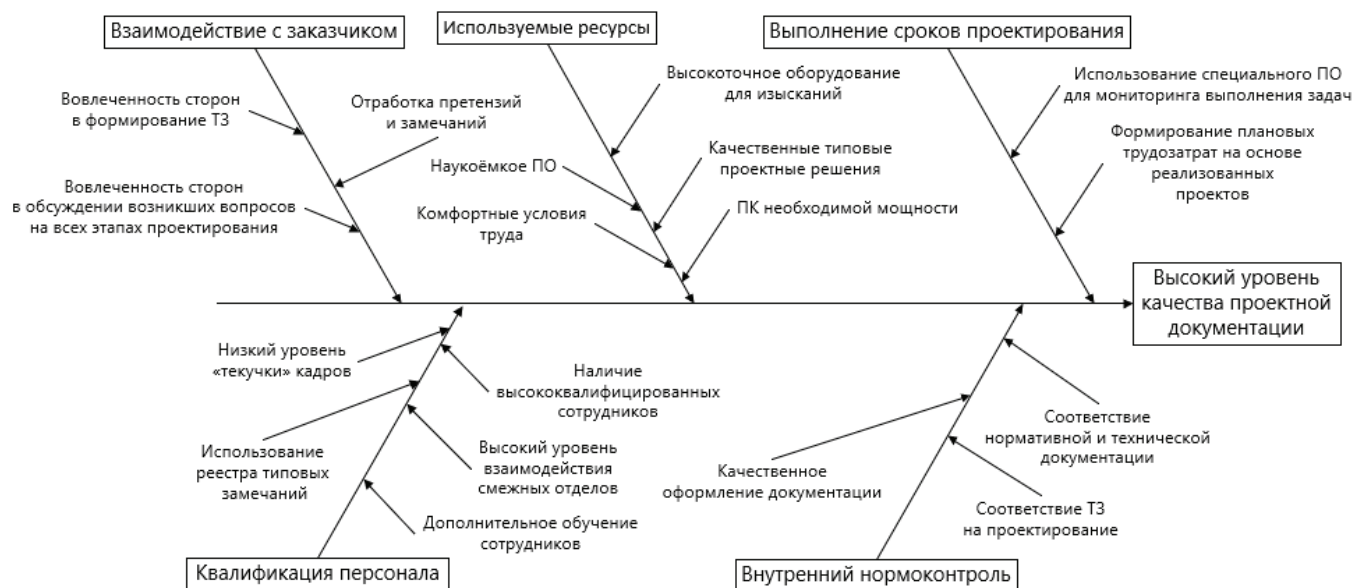 Взаимодействие с заказчиком
Используемые ресурсы
Выполнение сроков проектирования
Вовлеченность сторон
в формирование ТЗ
Отработка претензий
и замечаний
Вовлеченность сторон
в обсуждении возникших вопросов
на всех этапах проектирования
Высокоточное оборудование
для изысканий
Наукоёмкое ПО
Качественные типовые
проектные решения
Комфортные условия
труда
ПК необходимой мощности
Использование специального ПО
для мониторинга выполнения задач
Формирование плановых
трудозатрат на основе
реализованных
проектов
Высокий уровень
качества проектной
документации
Низкий уровень
«текучки» кадров
Наличие
высококвалифицированных
сотрудников
Использование
реестра типовых
замечаний
Высокий уровень
взаимодействия
смежных отделов
Дополнительное обучение
сотрудников
Квалификация персонала
Соответствие
нормативной и технической
документации
Качественное
оформление документации
Соответствие ТЗ
на проектирование
Внутренний нормоконтроль